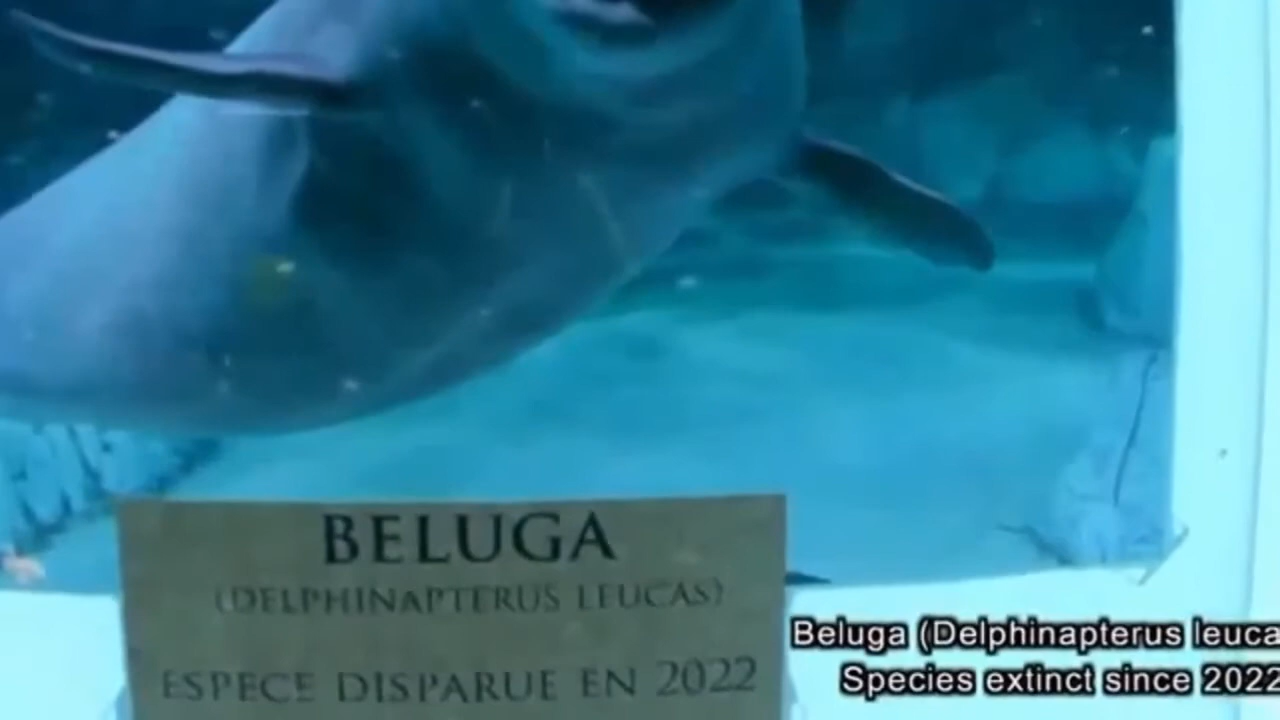 BELUGA
(DELPHINAPTERUS LEUCAS)
ESPECE DISPARUE EN 2022
Beluga (Delphinapterus leuca
Species extinct since 2022